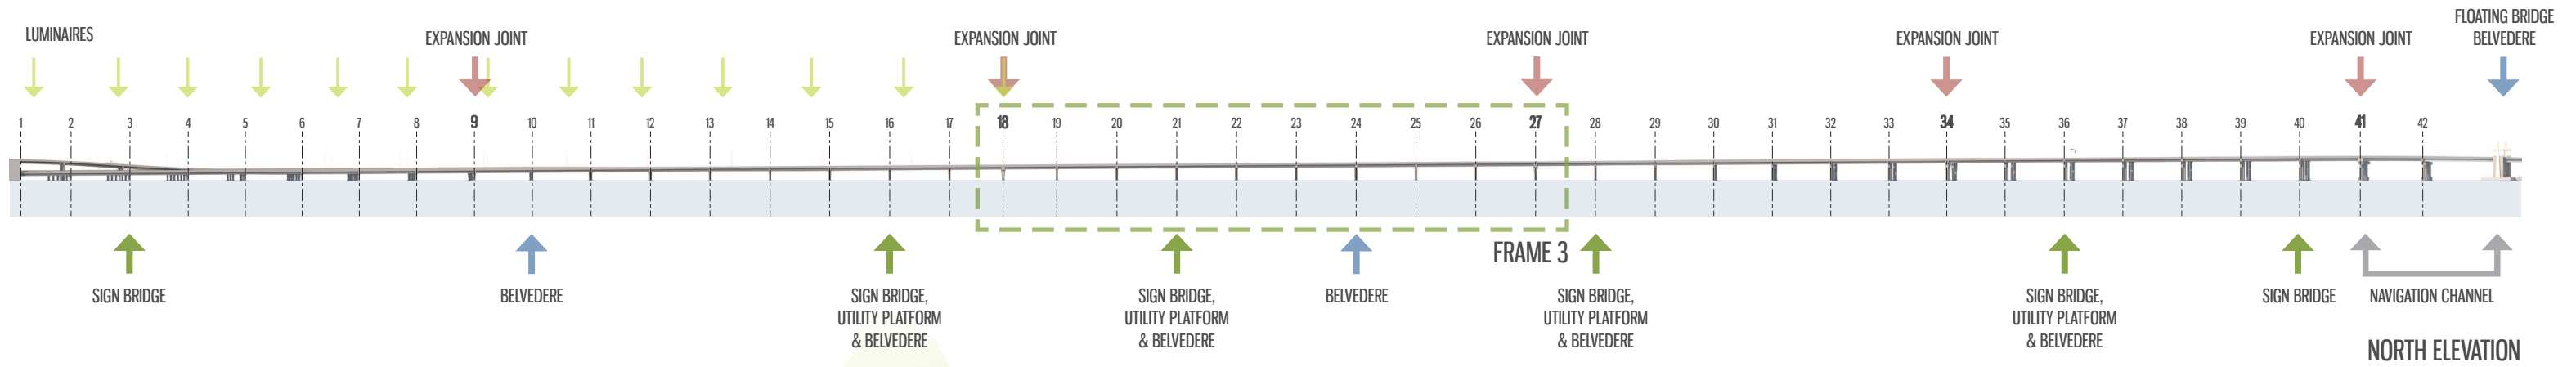 LUMINAIRES
EXPANSION JOINT
EXPANSION JOINT
EXPANSION JOINT
EXPANSION JOINT
EXPANSION JOINT
FLOATING BRIDGE
BELVEDERE
1 2 3 4 5 6 7 8 9 10 11 12 13 14 15 16 17 18 19 20 21 22 23 24 25 26 27 28 29 30 31 32 33 34 35 36 37 38 39 40 41 42
FRAME 3
SIGN BRIDGE
BELVEDERE
SIGN BRIDGE,
UTILITY PLATFORM
& BELVEDERE
SIGN BRIDGE,
UTILITY PLATFORM
& BELVEDERE
BELVEDERE
SIGN BRIDGE,
UTILITY PLATFORM
& BELVEDERE
SIGN BRIDGE,
UTILITY PLATFORM
& BELVEDERE
SIGN BRIDGE
NAVIGATION CHANNEL
NORTH ELEVATION